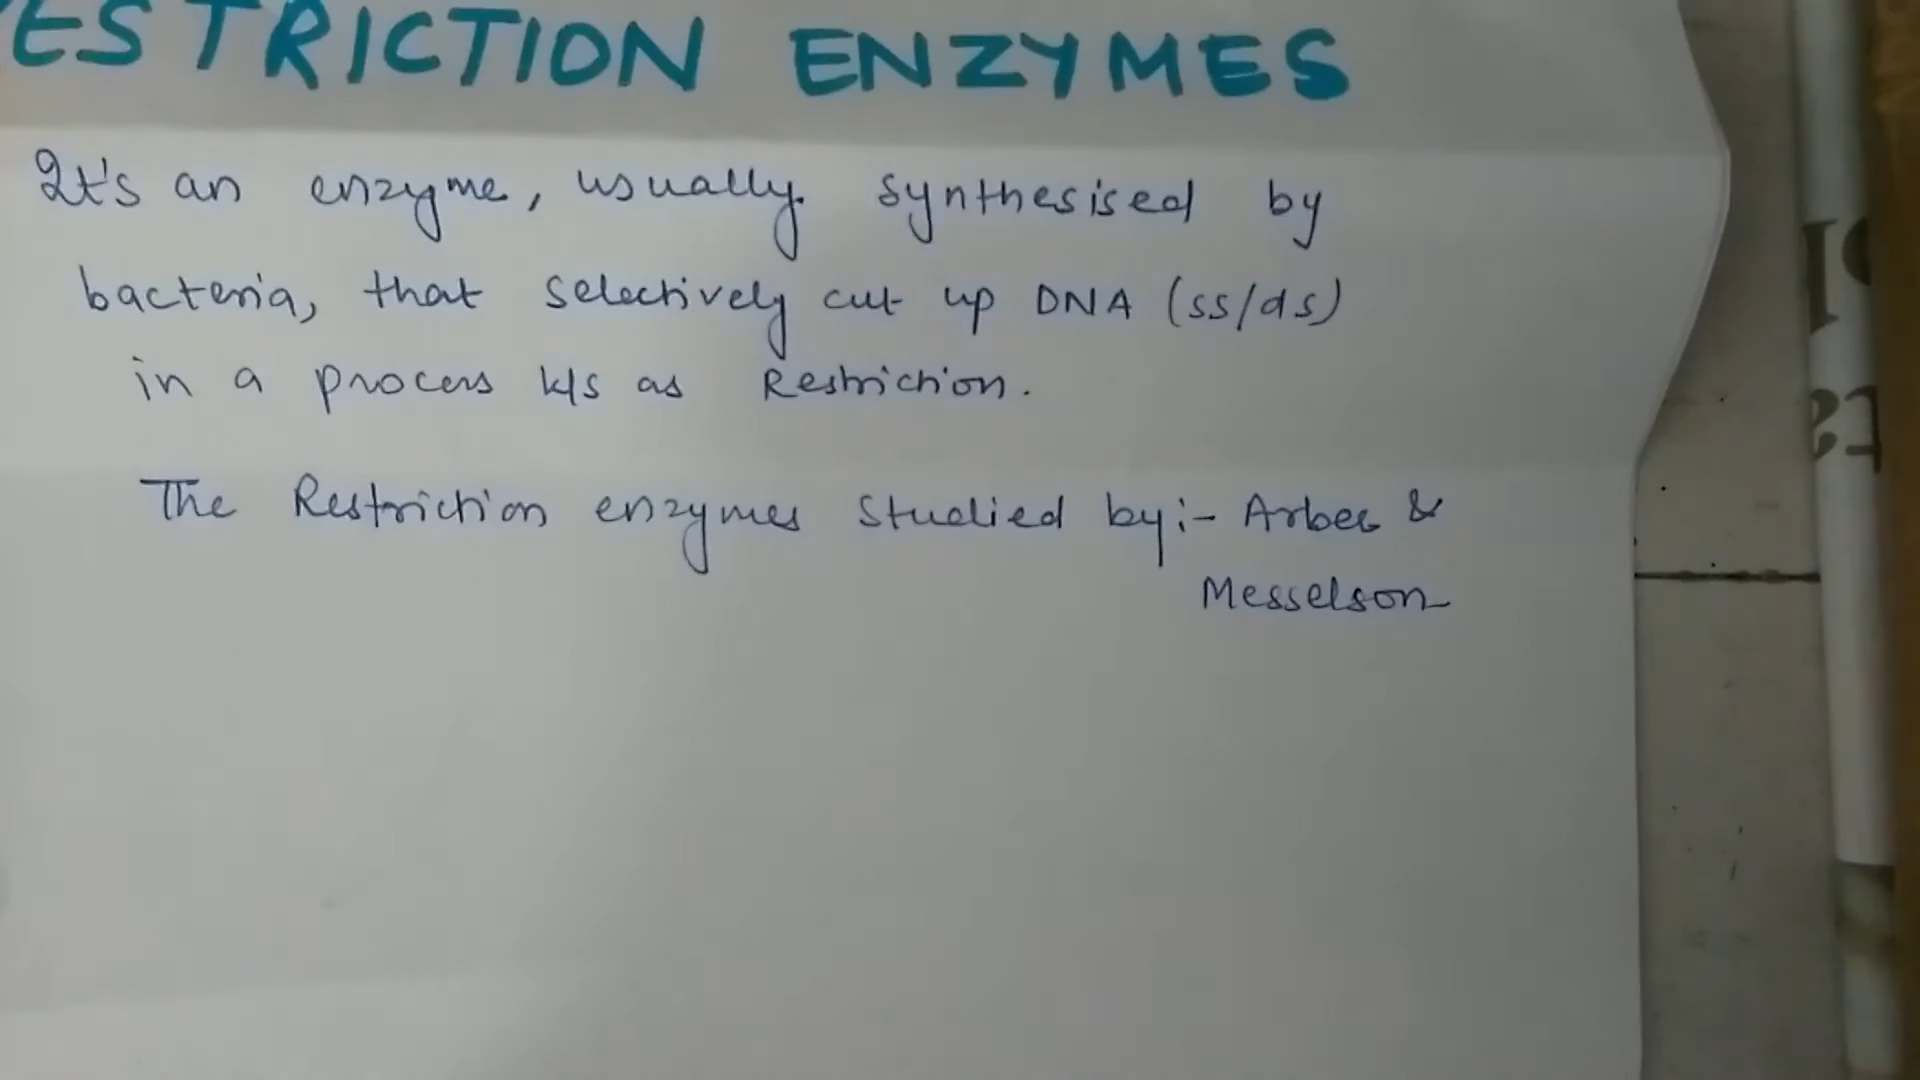 ESTRICTION ENZYMES
It's an enzyme, usually synthesised by
bacteria, that selectively cut up DNA (ss/ds)
in a process k/s as Restriction.
The Restriction enzymes studied by:- Arber &
Messelson